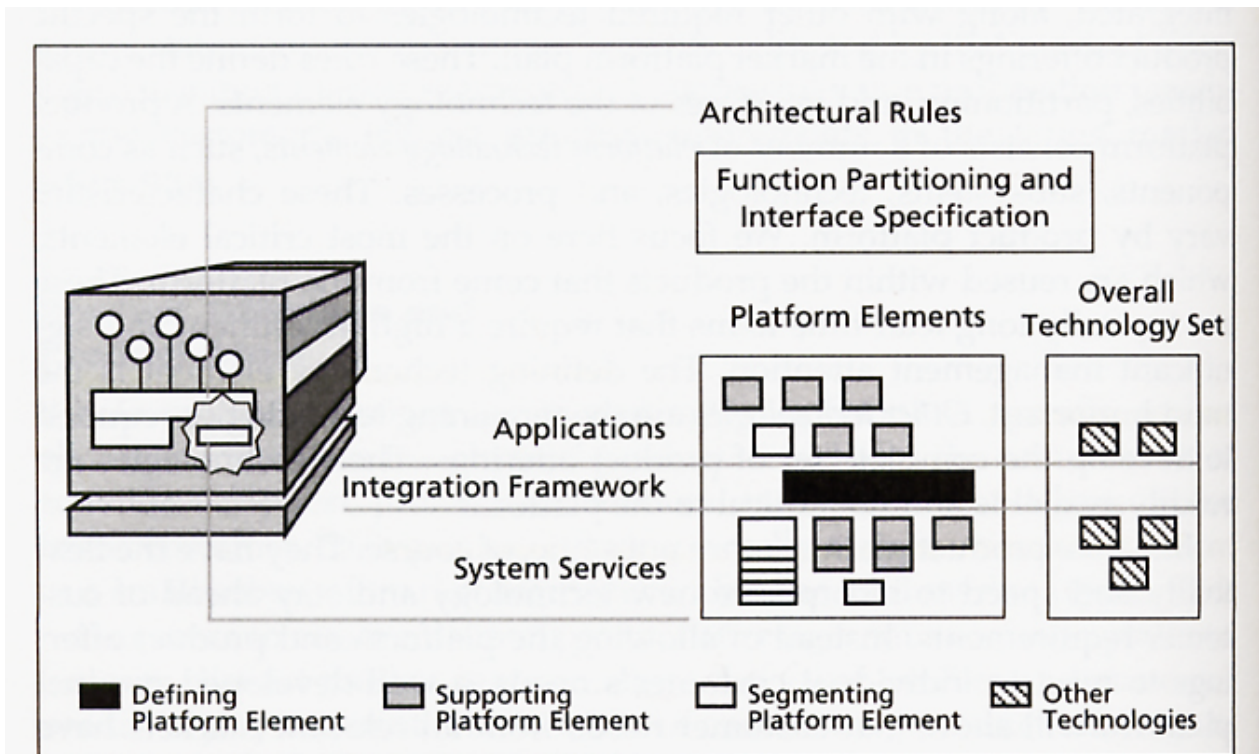 Architectural Rules
Function Partitioning and
Interface Specification
Platform Elements
Overall
Technology Set
Applications
Integration Framework
System Services
Defining
Platform Element
Supporting
Platform Element
Segmenting
Platform Element
Other
Technologies